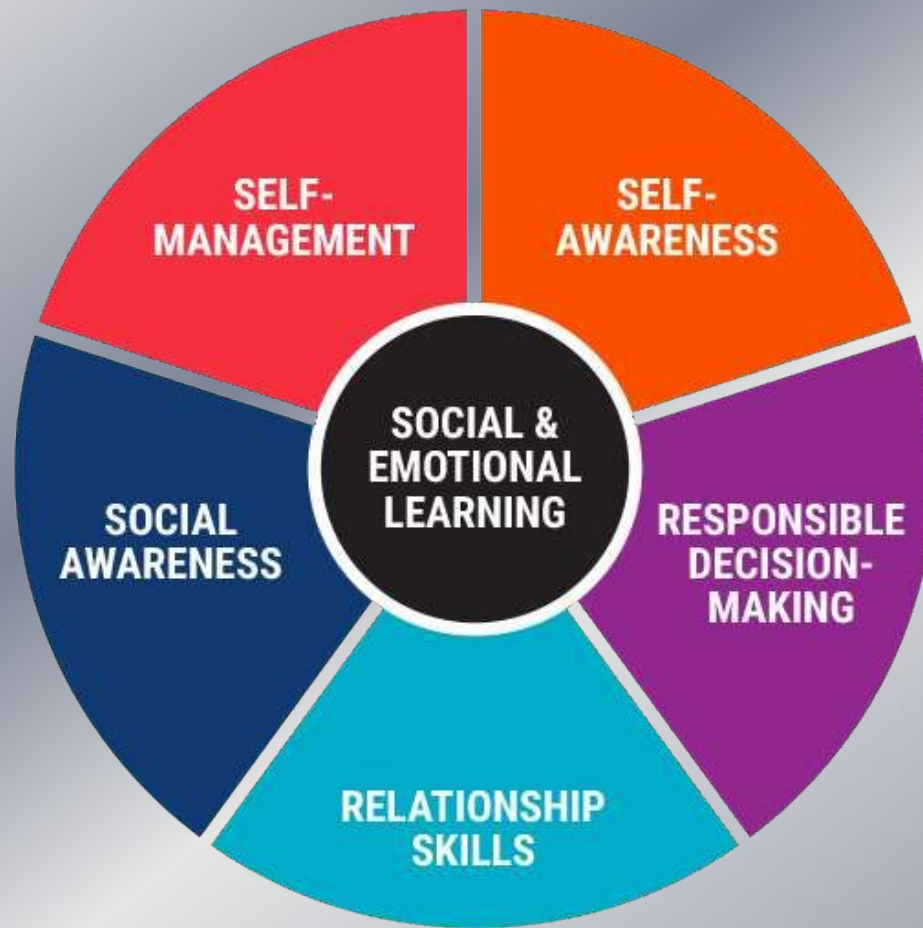 SELF-
MANAGEMENT
SELF-
AWARENESS
SOCIAL &
EMOTIONAL
LEARNING
SOCIAL
AWARENESS
RESPONSIBLE
DECISION-
MAKING
RELATIONSHIP
SKILLS